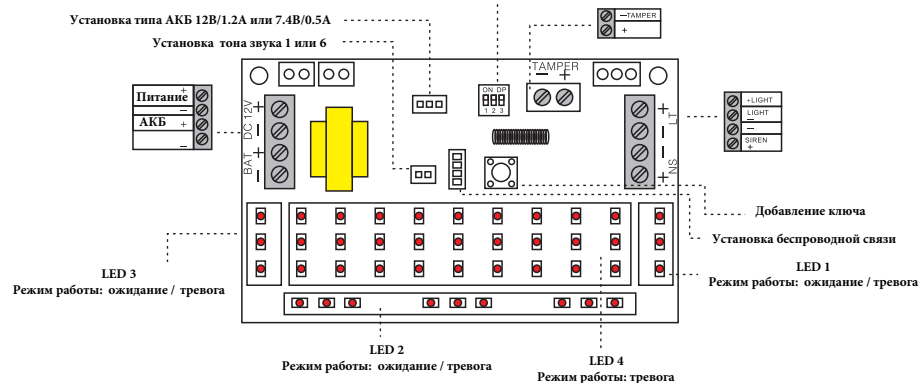 Установка типа АКБ 12В/1.2А или 7.4В/0.5А
Установка тона звука 1 или 6
−TAMPER
+
TAMPER
− +
ON DP
1 2 3
Питание +
−
АКБ +
−
DC 12V
+
−
BAT
+
−
LT
−
−
NS
+
+LIGHT
LIGHT
−
−
SIREN
+
Добавление ключа
Установка беспроводной связи
LED 3
Режим работы: ожидание / тревога
LED 1
Режим работы: ожидание / тревога
LED 2
Режим работы: ожидание / тревога
LED 4
Режим работы: тревога